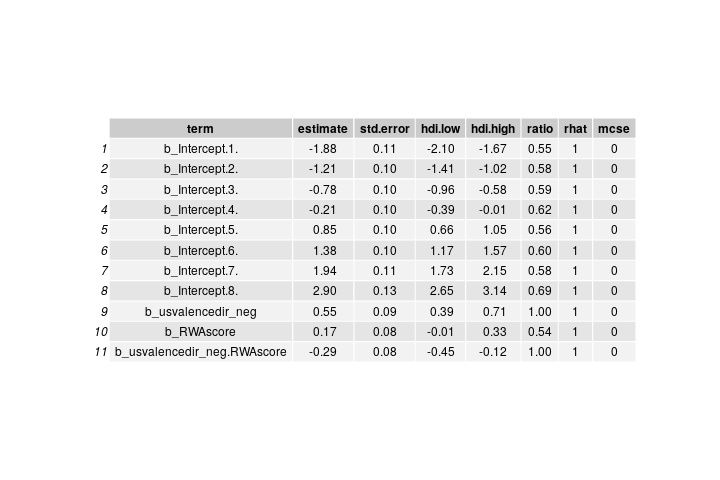 term estimate std.error hdi.low hdi.high ratio rhat mcse
1 b_Intercept.1. -1.88 0.11 -2.10 -1.67 0.55 1 0
2 b_Intercept.2. -1.21 0.10 -1.41 -1.02 0.58 1 0
3 b_Intercept.3. -0.78 0.10 -0.96 -0.58 0.59 1 0
4 b_Intercept.4. -0.21 0.10 -0.39 -0.01 0.62 1 0
5 b_Intercept.5. 0.85 0.10 0.66 1.05 0.56 1 0
6 b_Intercept.6. 1.38 0.10 1.17 1.57 0.60 1 0
7 b_Intercept.7. 1.94 0.11 1.73 2.15 0.58 1 0
8 b_Intercept.8. 2.90 0.13 2.65 3.14 0.69 1 0
9 b_usvalencedir_neg 0.55 0.09 0.39 0.71 1.00 1 0
10 b_RWAscore 0.17 0.08 -0.01 0.33 0.54 1 0
11 b_usvalencedir_neg.RWAscore -0.29 0.08 -0.45 -0.12 1.00 1 0